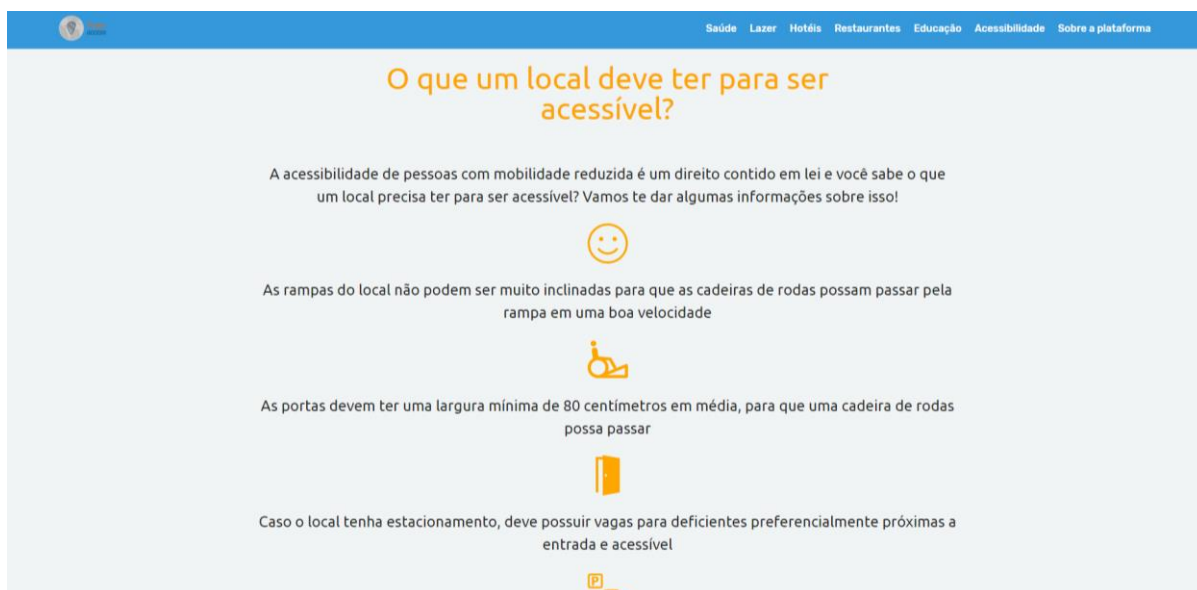 Saúde Lazer Hotéis Restaurantes Educação Acessibilidade Sobre a plataforma
O que um local deve ter para ser
acessível?
A acessibilidade de pessoas com mobilidade reduzida é um direito contido em lei e você sabe o que
um local precisa ter para ser acessível? Vamos te dar algumas informações sobre isso!
As rampas do local não podem ser muito inclinadas para que as cadeiras de rodas possam passar pela
rampa em uma boa velocidade
As portas devem ter uma largura mínima de 80 centímetros em média, para que uma cadeira de rodas
possa passar
Caso o local tenha estacionamento, deve possuir vagas para deficientes preferencialmente próximas a
entrada e acessível
P